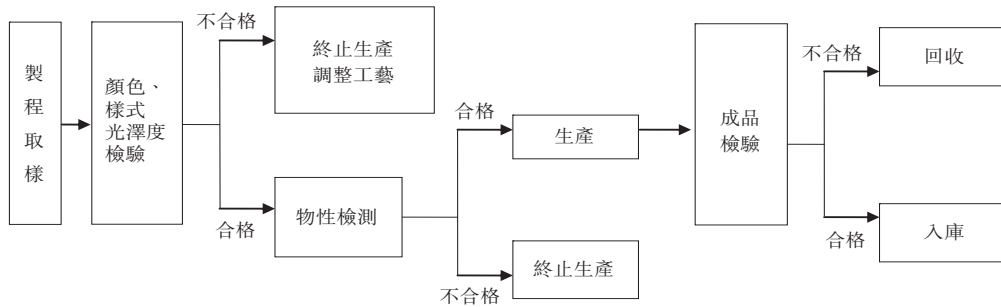 製
程
取
樣
顏色、
樣式
光澤度
檢驗
不合格
終止生產
調整工藝
合格
物性檢測
合格
生產
不合格
終止生產
成品
檢驗
不合格
回收
合格
入庫